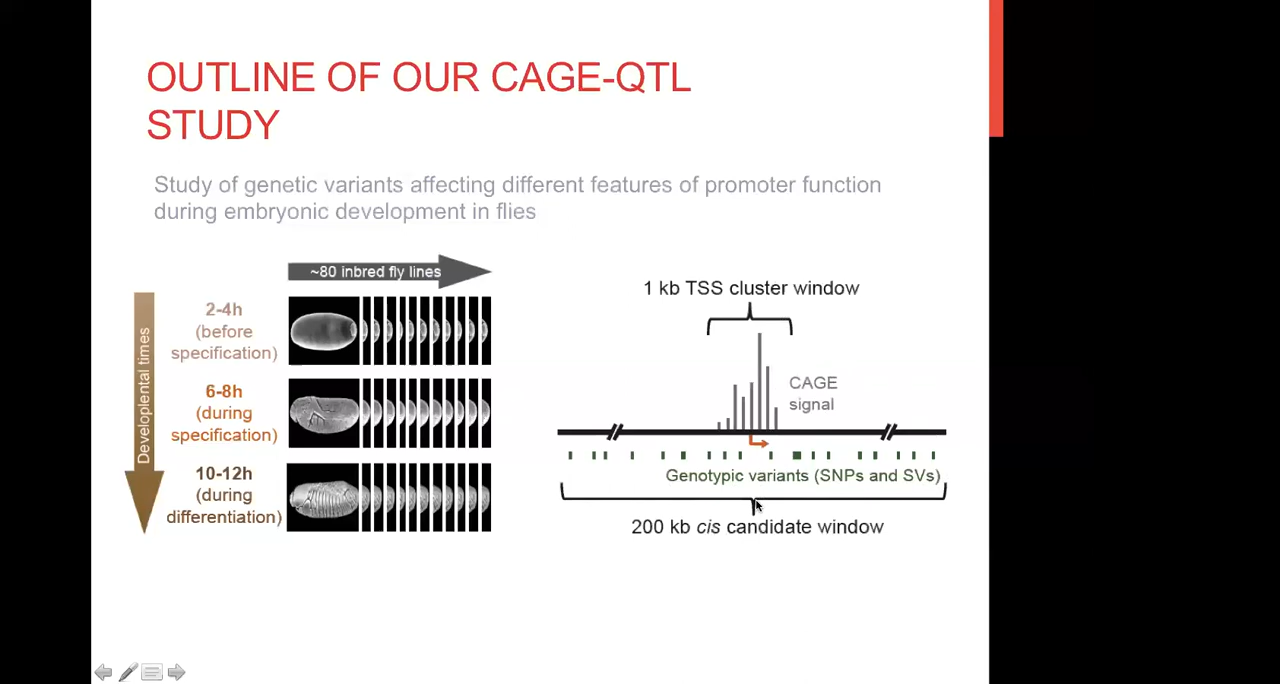 OUTLINE OF OUR CAGE-QTL
STUDY
Study of genetic variants affecting different features of promoter function
during embryonic development in flies
~80 inbred fly lines
Developlental times
2-4h
(before
specification)
6-8h
(during
specification)
10-12h
(during
differentiation)
1 kb TSS cluster window
CAGE
signal
Genotypic variants (SNPs and SVs)
200 kb cis candidate window